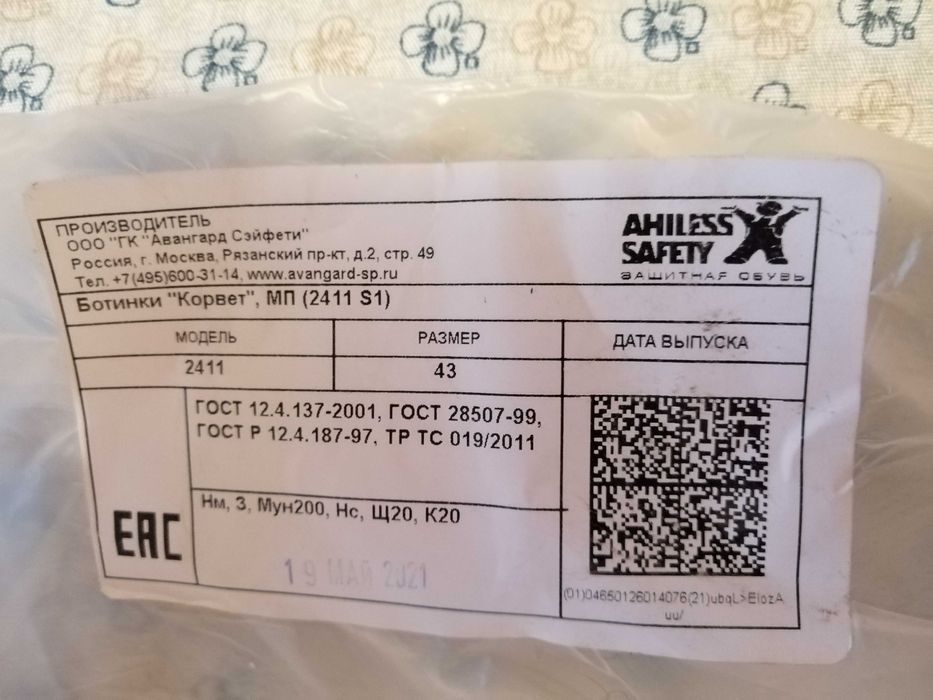 ПРОИЗВОДИТЕЛЬ
ООО "ГК "Авангард Сэйфети"
Россия, г. Москва, Рязанский пр-кт, д.2, стр. 49
Тел. +7(495)600-31-14, www.avangard-sp.ru
AHILESS
SAFETY
ЗАЩИТНАЯ ОБУВЬ
Ботинки "Корвет", МП (2411 S1)
МОДЕЛЬ РАЗМЕР ДАТА ВЫПУСКА
2411 43
ГОСТ 12.4.137-2001, ГОСТ 28507-99,
ГОСТ Р 12.4.187-97, ТР ТС 019/2011
Нм, З, Мун200, Нс, Щ20, К20
EAC
19 МАЙ 2021
(01)04650126014076(21)ubqL>ElozA
uu/